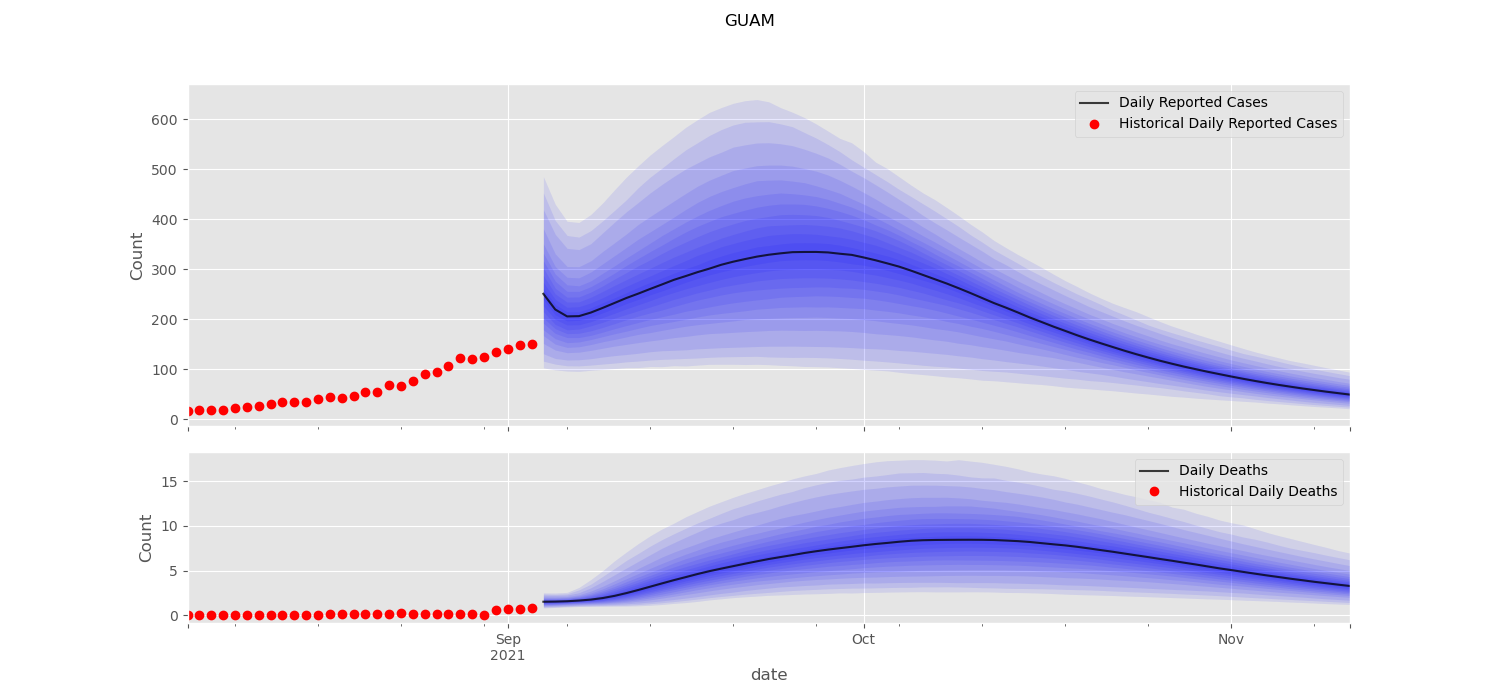 GUAM
Daily Reported Cases
Historical Daily Reported Cases
600
500
400
300
200
100
0
Count
Daily Deaths
Historical Daily Deaths
15
10
5
0
Count
Sep
2021
Oct
Nov
date